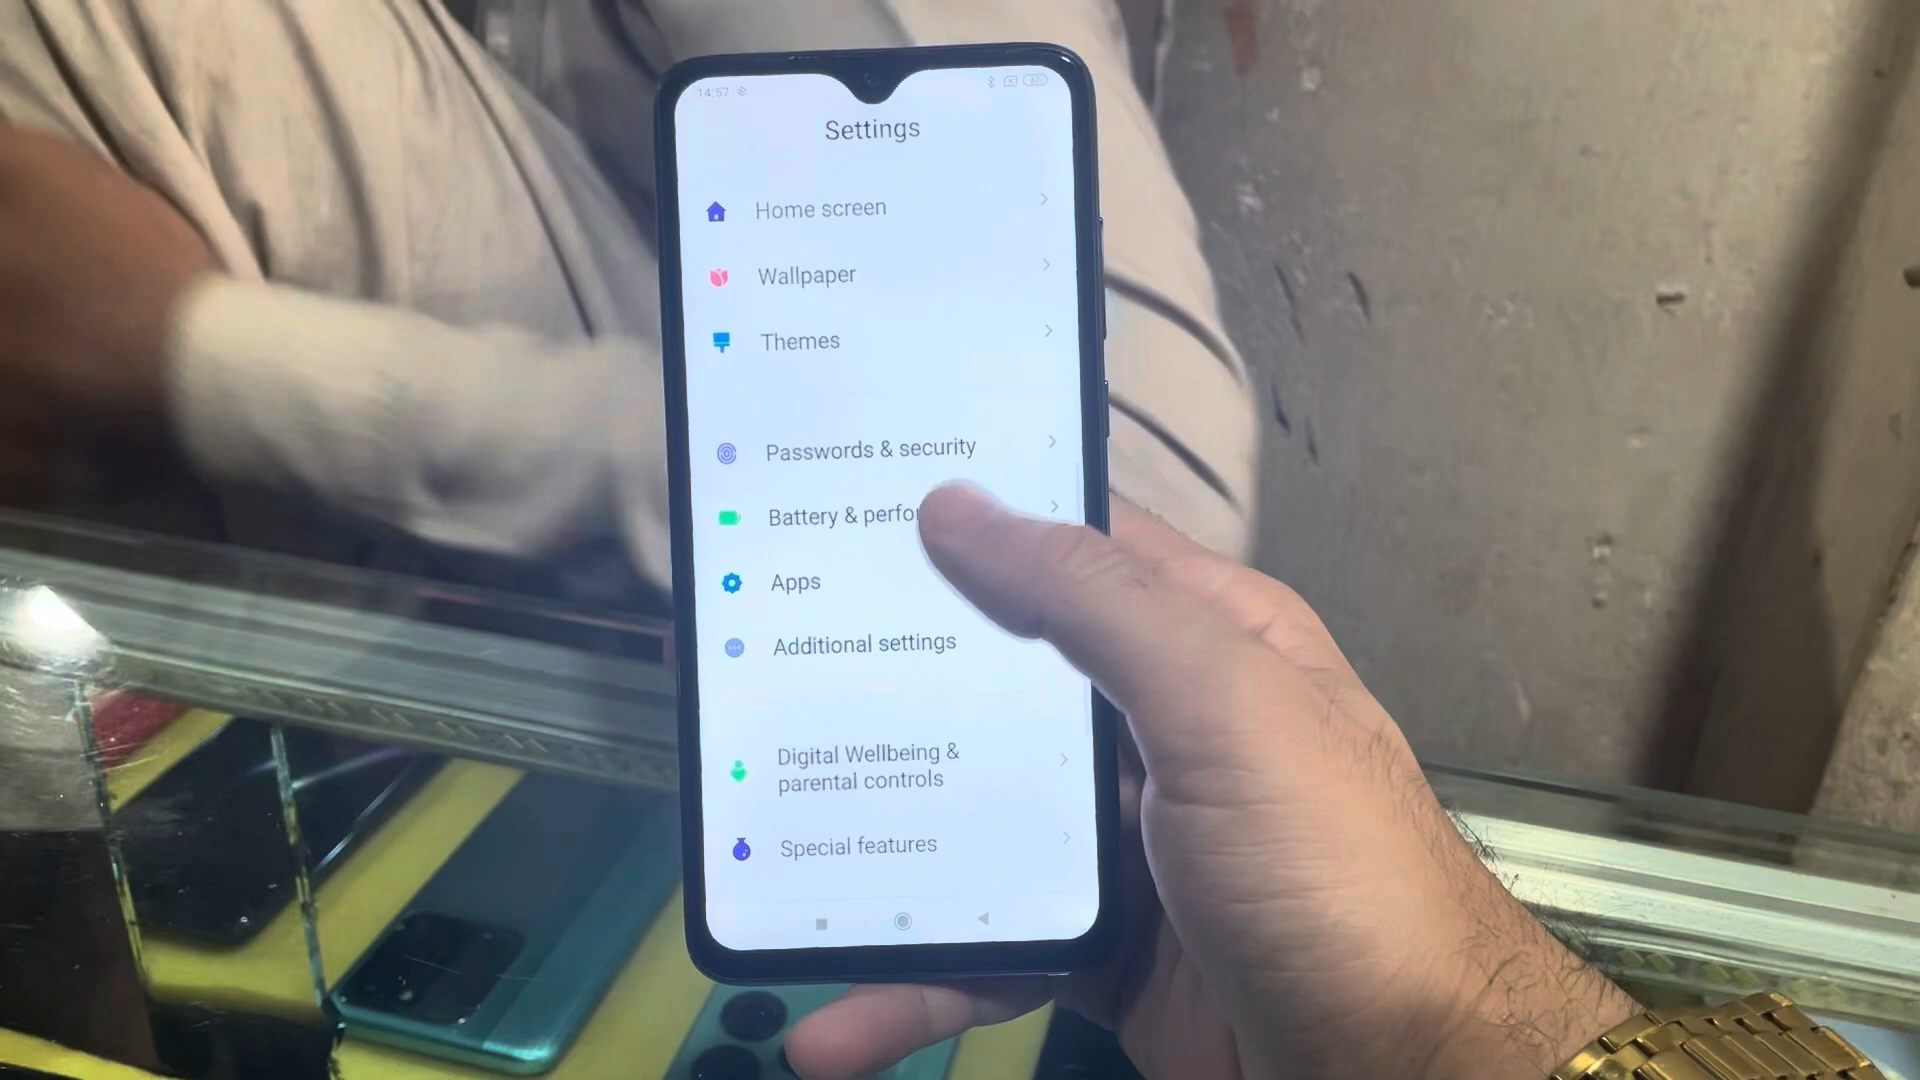 14:57
67
Settings
Home screen
Wallpaper
Themes
Passwords & security
Battery & perfo
Apps
Additional settings
Digital Wellbeing &
parental controls
Special features